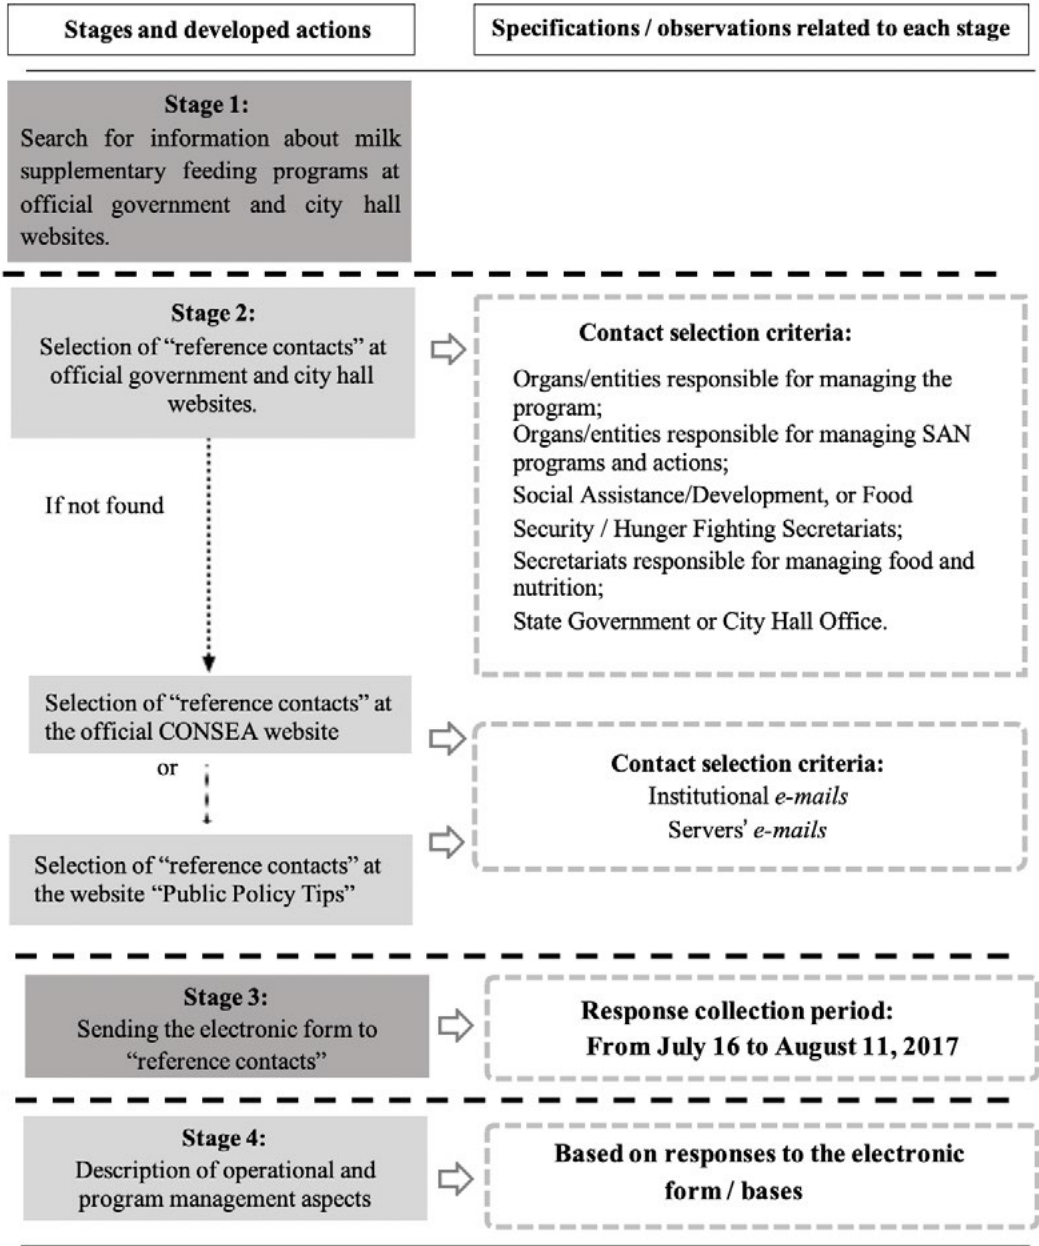 Stages and developed actions
Specifications / observations related to each stage
Stage 1:
Search for information about milk
supplementary feeding programs at
official government and city hall
websites.
Stage 2:
Selection of “reference contacts” at
official government and city hall
websites.
Contact selection criteria:
Organs/entities responsible for managing the
program;
Organs/entities responsible for managing SAN
programs and actions;
Social Assistance/Development, or Food
Security / Hunger Fighting Secretariats;
Secretariats responsible for managing food and
nutrition;
State Government or City Hall Office.
If not found
Selection of “reference contacts” at
the official CONSEA website
or
Selection of “reference contacts” at
the website “Public Policy Tips”
Contact selection criteria:
Institutional e-mails
Servers’ e-mails
Stage 3:
Sending the electronic form to
“reference contacts”
Response collection period:
From July 16 to August 11, 2017
Stage 4:
Description of operational and
program management aspects
Based on responses to the electronic
form / bases